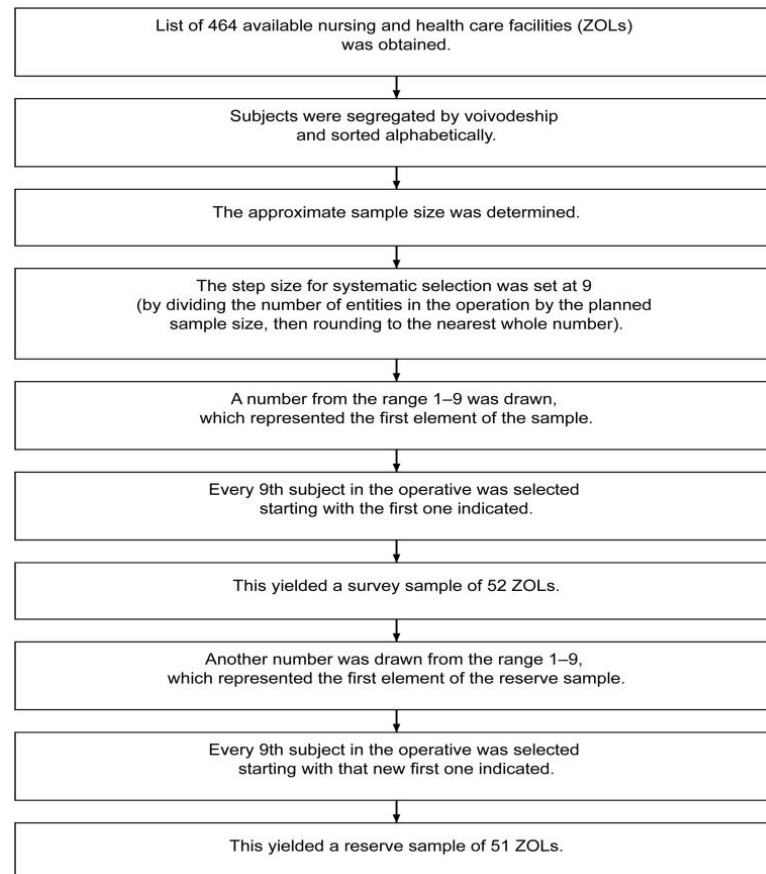 List of 464 available nursing and health care facilities (ZOLs)
was obtained.
Subjects were segregated by voivodeship
and sorted alphabetically.
The approximate sample size was determined.
The step size for systematic selection was set at 9
(by dividing the number of entities in the operation by the planned
sample size, then rounding to the nearest whole number).
A number from the range 1–9 was drawn,
which represented the first element of the sample.
Every 9th subject in the operative was selected
starting with the first one indicated.
This yielded a survey sample of 52 ZOLs.
Another number was drawn from the range 1–9,
which represented the first element of the reserve sample.
Every 9th subject in the operative was selected
starting with that new first one indicated.
This yielded a reserve sample of 51 ZOLs.